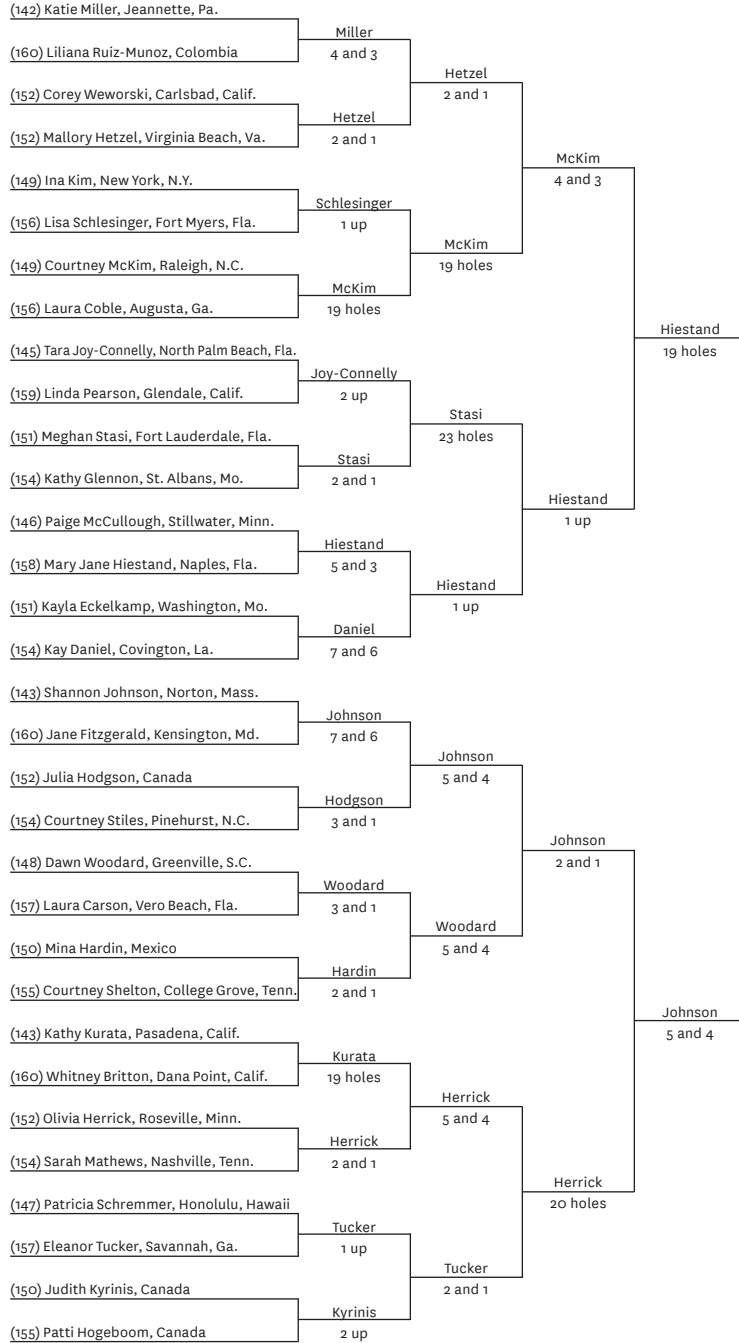 (142) Katie Miller, Jeannette, Pa.
Miller
(160) Liliana Ruiz-Munoz, Colombia
4 and 3
Hetzel
(152) Corey Weworski, Carlsbad, Calif.
2 and 1
Hetzel
(152) Mallory Hetzel, Virginia Beach, Va.
2 and 1
McKim
(149) Ina Kim, New York, N.Y.
4 and 3
Schlesinger
(156) Lisa Schlesinger, Fort Myers, Fla.
1 up
McKim
(149) Courtney McKim, Raleigh, N.C.
19 holes
McKim
(156) Laura Coble, Augusta, Ga.
19 holes
Hiestand
(145) Tara Joy-Connelly, North Palm Beach, Fla.
19 holes
Joy-Connelly
(159) Linda Pearson, Glendale, Calif.
2 up
Stasi
(151) Meghan Stasi, Fort Lauderdale, Fla.
23 holes
Stasi
(154) Kathy Glennon, St. Albans, Mo.
2 and 1
Hiestand
(146) Paige McCullough, Stillwater, Minn.
1 up
Hiestand
(158) Mary Jane Hiestand, Naples, Fla.
5 and 3
Hiestand
(151) Kayla Eckelkamp, Washington, Mo.
1 up
Daniel
(154) Kay Daniel, Covington, La.
7 and 6
(143) Shannon Johnson, Norton, Mass.
Johnson
(160) Jane Fitzgerald, Kensington, Md.
7 and 6
Johnson
(152) Julia Hodgson, Canada
5 and 4
Hodgson
(154) Courtney Stiles, Pinehurst, N.C.
3 and 1
Johnson
(148) Dawn Woodard, Greenville, S.C.
2 and 1
Woodard
(157) Laura Carson, Vero Beach, Fla.
3 and 1
Woodard
(150) Mina Hardin, Mexico
5 and 4
Hardin
(155) Courtney Shelton, College Grove, Tenn.
2 and 1
Johnson
(143) Kathy Kurata, Pasadena, Calif.
5 and 4
Kurata
(160) Whitney Britton, Dana Point, Calif.
19 holes
Herrick
(152) Olivia Herrick, Roseville, Minn.
5 and 4
Herrick
(154) Sarah Mathews, Nashville, Tenn.
2 and 1
Herrick
(147) Patricia Schremmer, Honolulu, Hawaii
20 holes
Tucker
(157) Eleanor Tucker, Savannah, Ga.
1 up
Tucker
(150) Judith Kyrinis, Canada
2 and 1
Kyrinis
(155) Patti Hogeboom, Canada
2 up